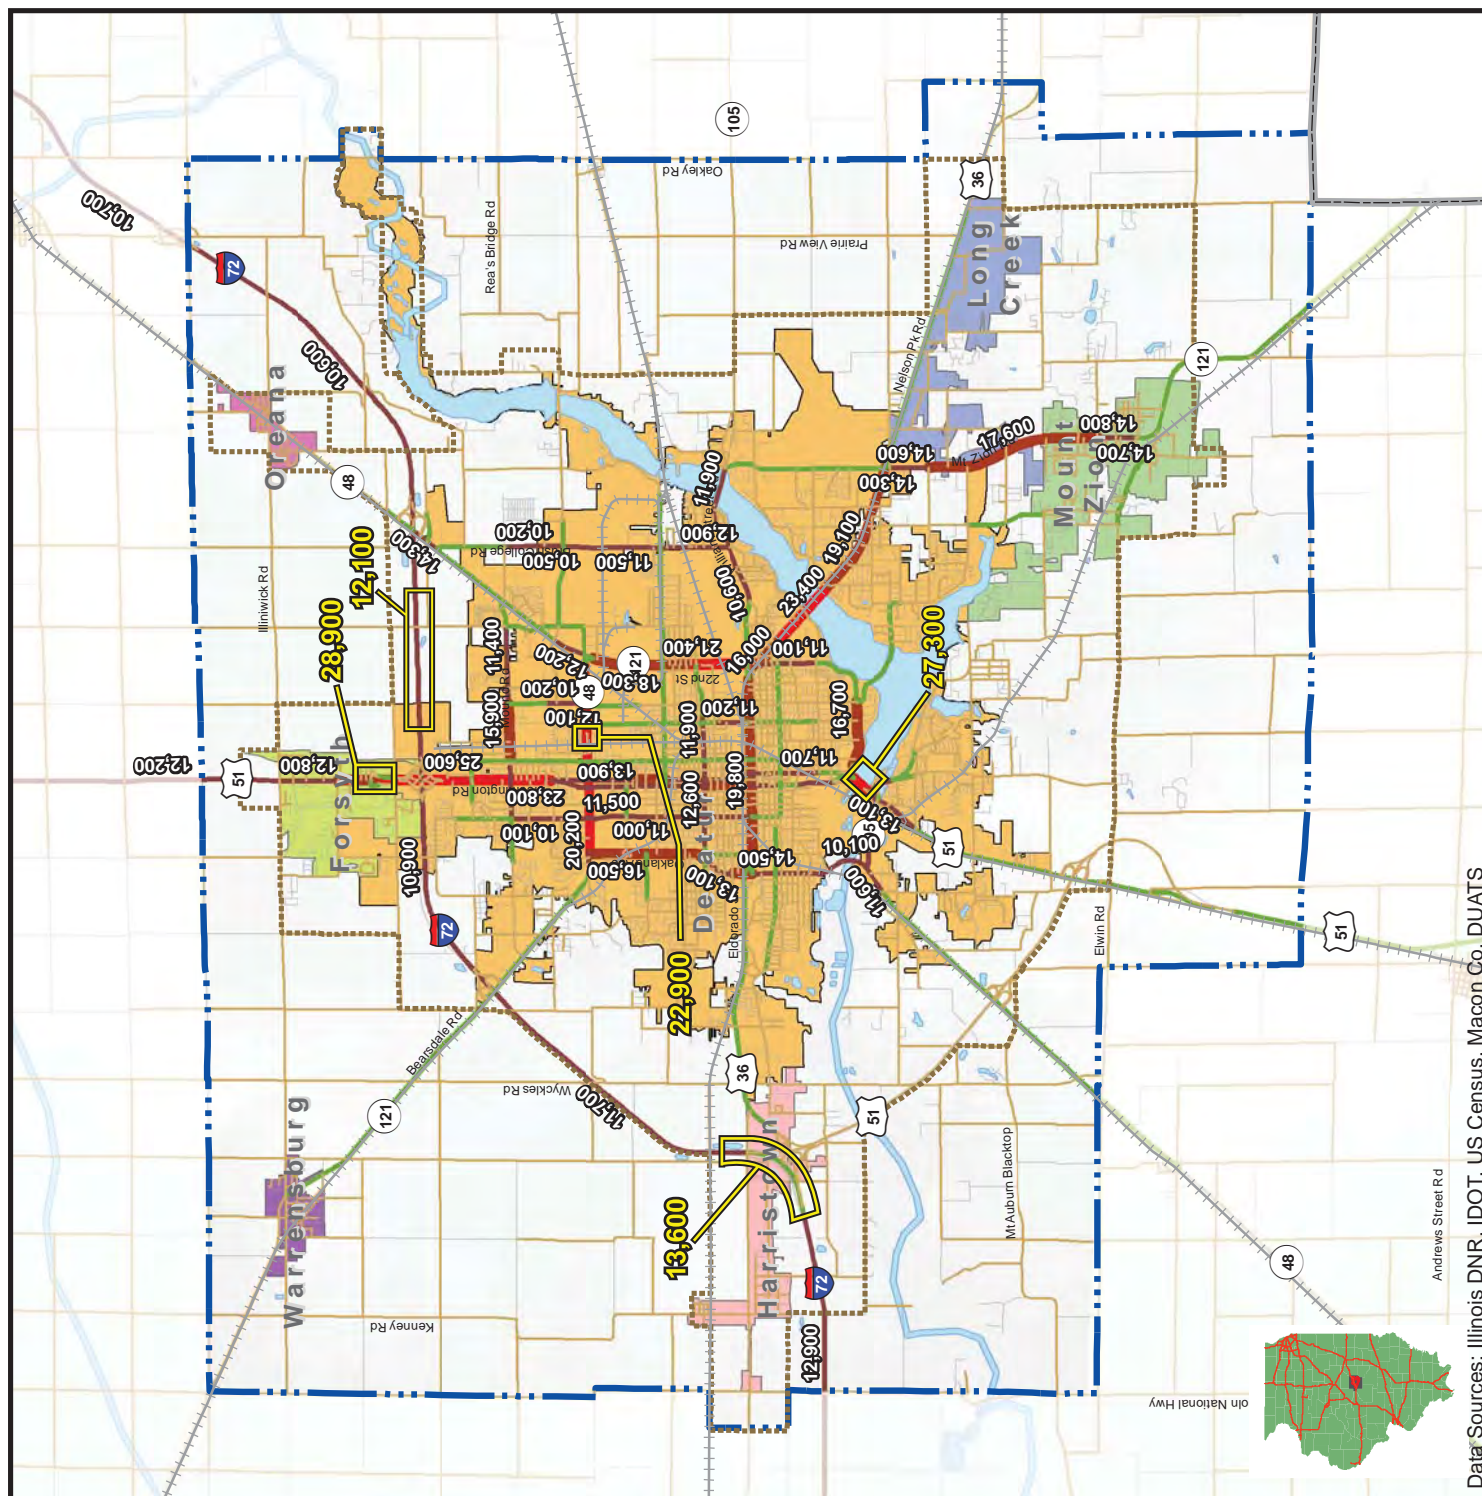 105
Oakley Rd
36
10,700
72
Rea's Bridge Rd
Prairie View Rd
Long
Creek
Nelson Pk Rd
121
10,600
Oreana
48
17,600
14,800
14,600
Mt Zion
14,700
Mount
Zion
14,300
11,900
14,300
10,200
10,500
11,500
12,900
10,800
19,100
23,400
12,100
Illiniwick Rd
28,900
11,400
12,200
121
21,400
16,000
11,100
27,300
18,300
22nd St
10,200
48
Mound Rd
15,900
12,100
11,200
16,700
11,900
12,200
51
12,800
25,600
13,900
11,700
23,800
11,500
12,600
19,800
13,100
Forsyth
10,100
20,200
11,000
Decatur
10,100
51
10,900
16,500
13,100
14,500
11,600
72
Eldorado
Elwin Rd
51
22,900
Bearsdale Rd
36
Wyckles Rd
11,700
51
121
Warrensburg
Harristown
Mt Auburn Blacktop
13,600
72
48
Andrews Street Rd
Kenney Rd
12,900
oln National Hwy
Data Sources: Illinois DNR, IDOT, US Census, Macon Co., DUATS